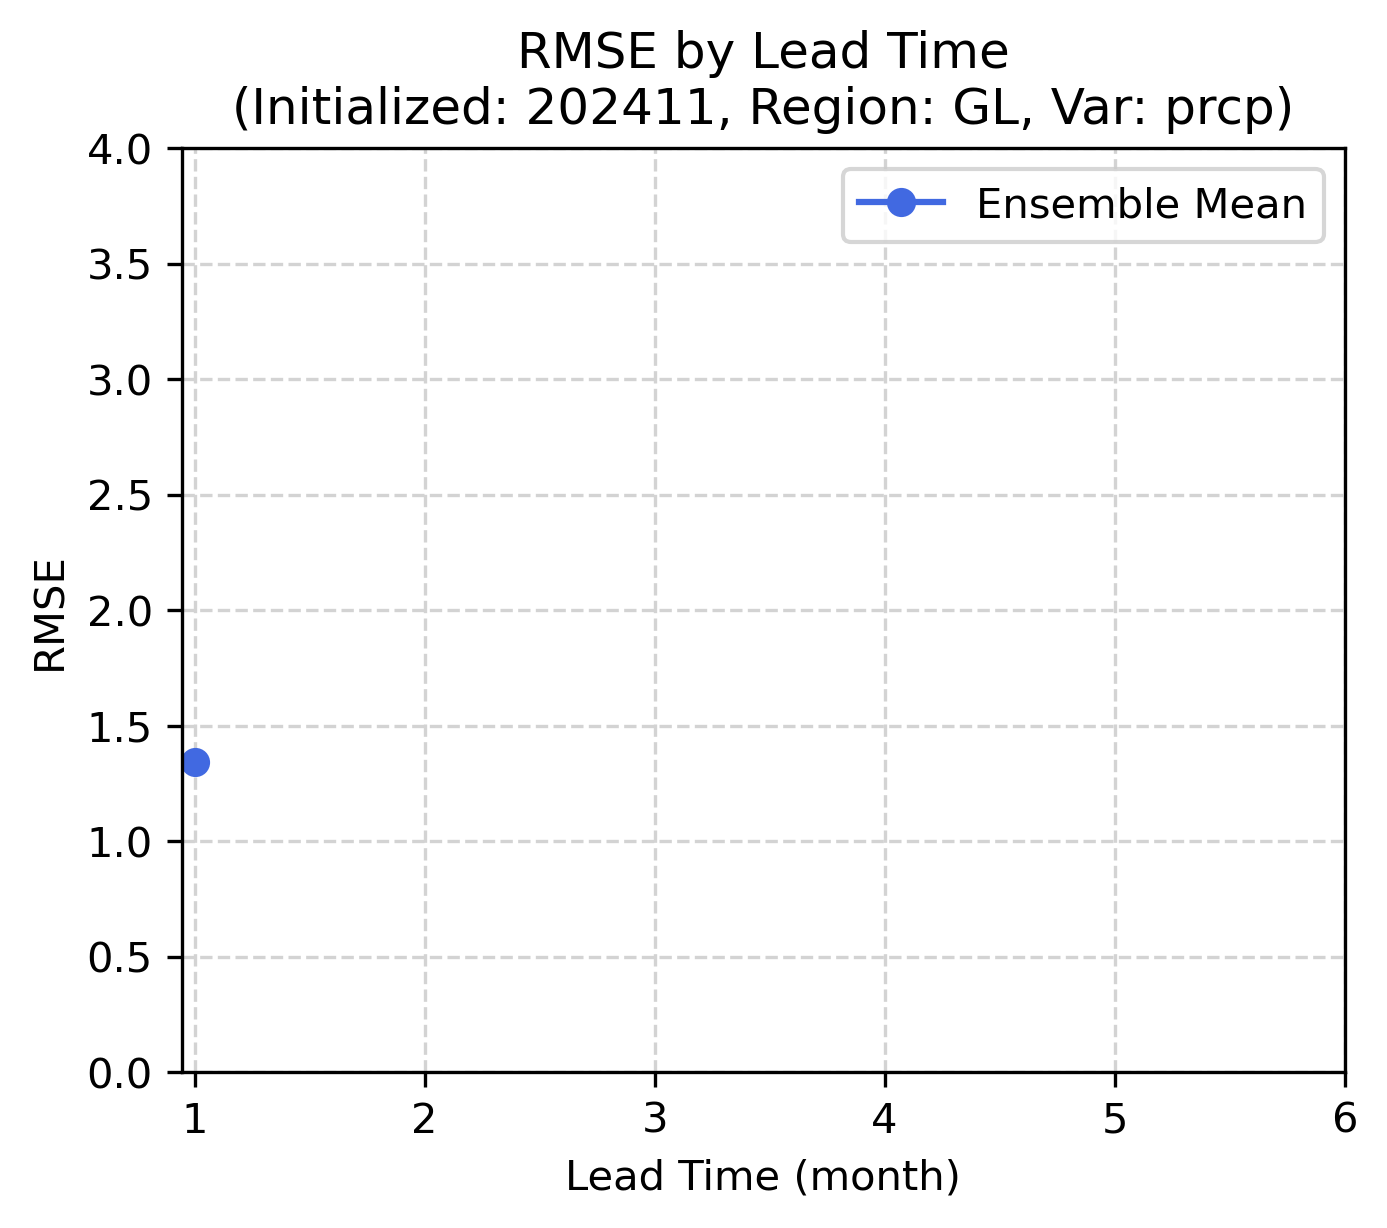 RMSE by Lead Time
(Initialized: 202411, Region: GL, Var: prcp)
Ensemble Mean
4.0
3.5
3.0
2.5
2.0
1.5
1.0
0.5
0.0
RMSE
1 2 3 4 5 6
Lead Time (month)